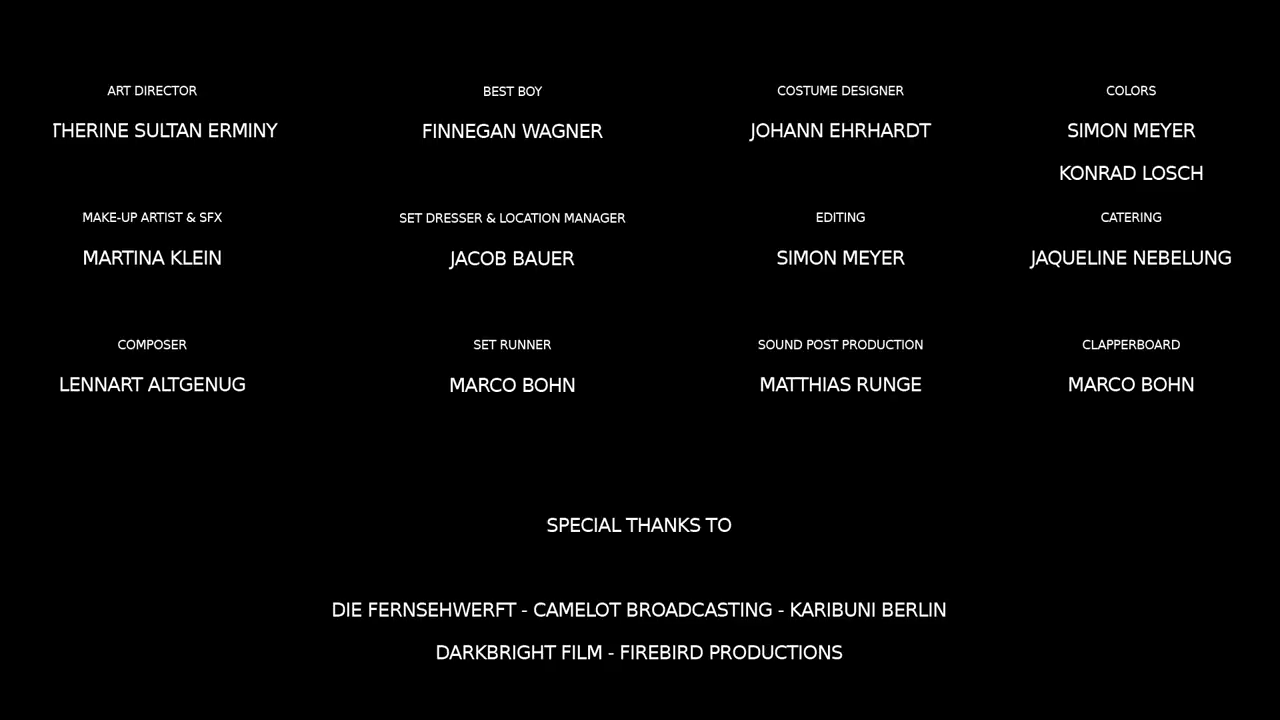 ART DIRECTOR
SULTAN ERMINY
BEST BOY
FINNEGAN WAGNER
COSTUME DESIGNER
JOHANN EHRHARDT
COLORS
SIMON MEYER
KONRAD LOSCH
MAKE-UP ARTIST & SFX
MARTINA KLEIN
SET DRESSER & LOCATION MANAGER
JACOB BAUER
EDITING
SIMON MEYER
CATERING
JAQUELINE NEBELUNG
COMPOSER
LENNART ALTGENUG
SET RUNNER
MARCO BOHN
SOUND POST PRODUCTION
MATTHIAS RUNGE
CLAPPERBOARD
MARCO BOHN
SPECIAL THANKS TO
DIE FERNSEHWERFT - CAMELOT BROADCASTING - KARIBUNI BERLIN
DARKBRIGHT FILM - FIREBIRD PRODUCTIONS